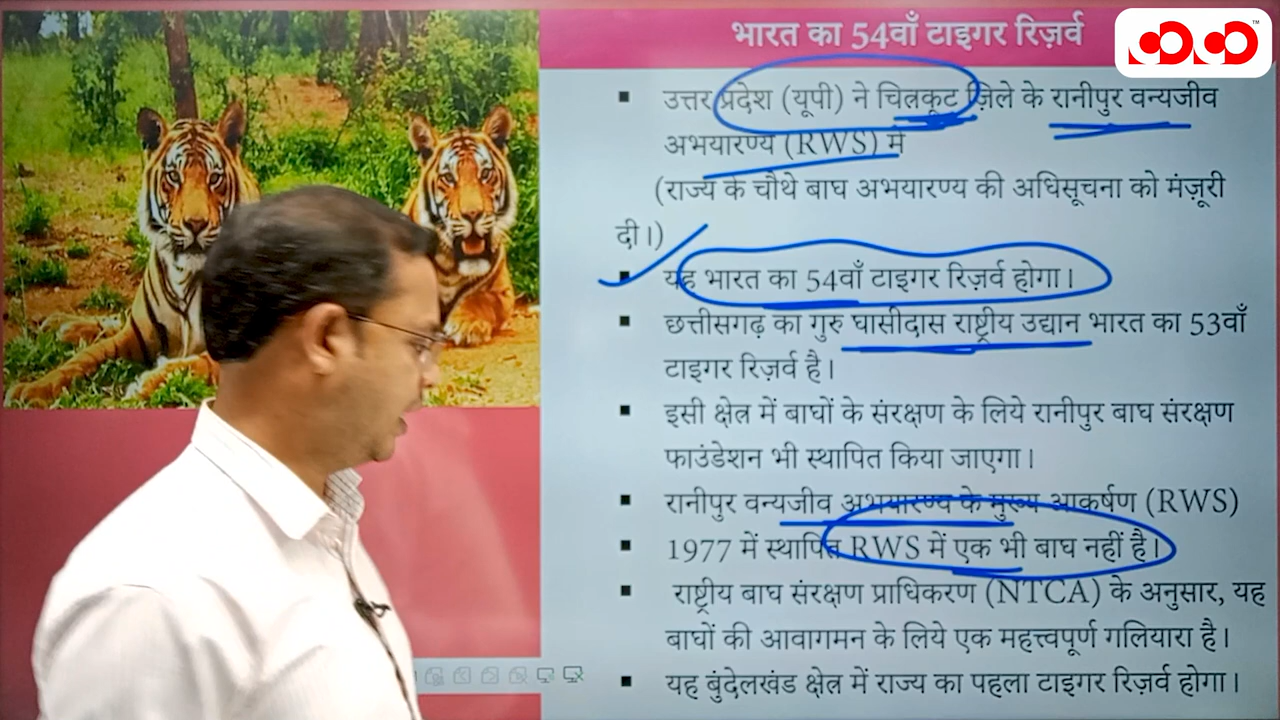 भारत का 54वाँ टाइगर रिज़र्व
▪ उत्तर प्रदेश (यूपी) ने चित्रकूट ज़िले के रानीपुर वन्यजीव
अभयारण्य (RWS) में
(राज्य के चौथे बाघ अभयारण्य की अधिसूचना को मंज़ूरी
दी।)
▪ यह भारत का 54वाँ टाइगर रिज़र्व होगा।
▪ छत्तीसगढ़ का गुरु घासीदास राष्ट्रीय उद्यान भारत का 53वाँ
टाइगर रिज़र्व है।
▪ इसी क्षेत्र में बाघों के संरक्षण के लिये रानीपुर बाघ संरक्षण
फाउंडेशन भी स्थापित किया जाएगा।
▪ रानीपुर वन्यजीव अभयारण्य के मुख्य आकर्षण (RWS)
▪ 1977 में स्थापित RWS में एक भी बाघ नहीं है।
▪ राष्ट्रीय बाघ संरक्षण प्राधिकरण (NTCA) के अनुसार, यह
बाघों की आवागमन के लिये एक महत्त्वपूर्ण गलियारा है।
▪ यह बुंदेलखंड क्षेत्र में राज्य का पहला टाइगर रिज़र्व होगा।